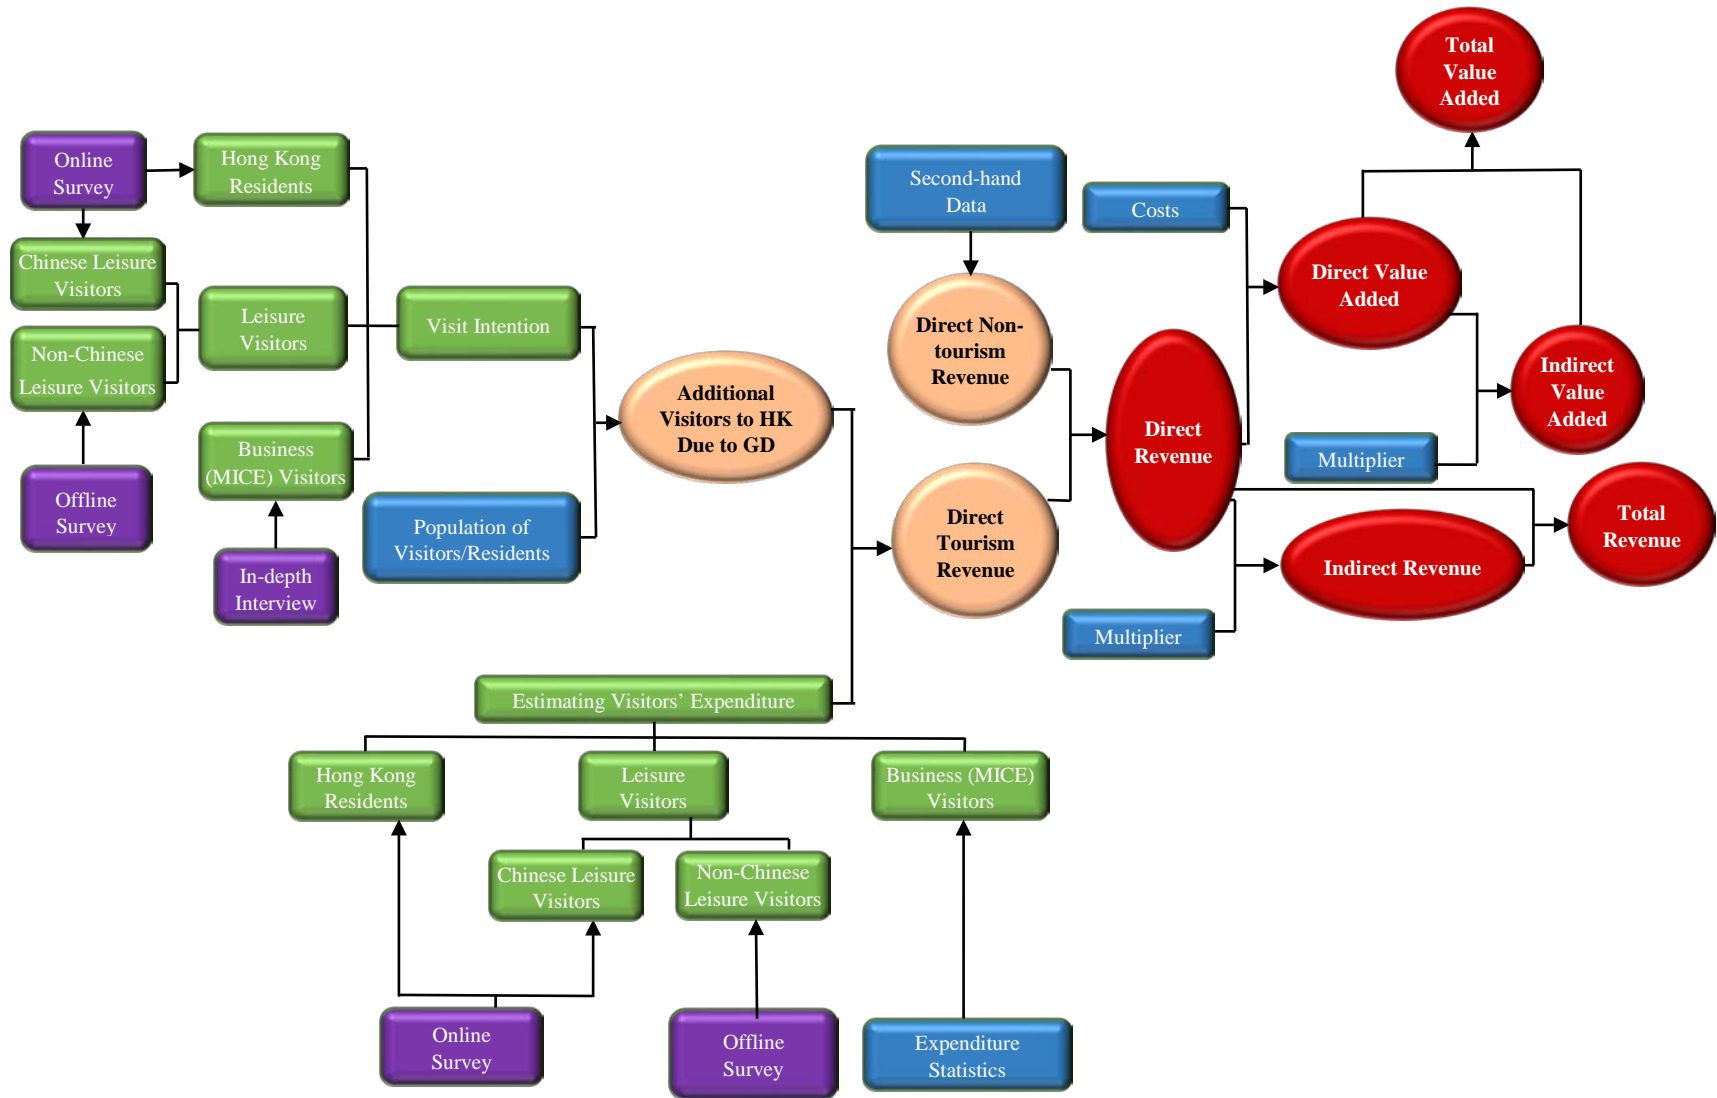 Total
Value
Added
Online
Survey
Hong Kong
Residents
Second-hand
Data
Costs
Chinese Leisure
Visitors
Direct Value
Added
Leisure
Visitors
Visit Intention
Direct Non-
tourism
Revenue
Non-Chinese
Leisure Visitors
Indirect
Value
Added
Additional
Visitors to HK
Due to GD
Direct
Revenue
Business
(MICE) Visitors
Multiplier
Offline
Survey
Population of
Visitors/Residents
Direct
Tourism
Revenue
Total
Revenue
In-depth
Interview
Indirect Revenue
Multiplier
Estimating Visitors’ Expenditure
Hong Kong
Residents
Leisure
Visitors
Business (MICE)
Visitors
Chinese Leisure
Visitors
Non-Chinese
Leisure Visitors
Online
Survey
Offline
Survey
Expenditure
Statistics